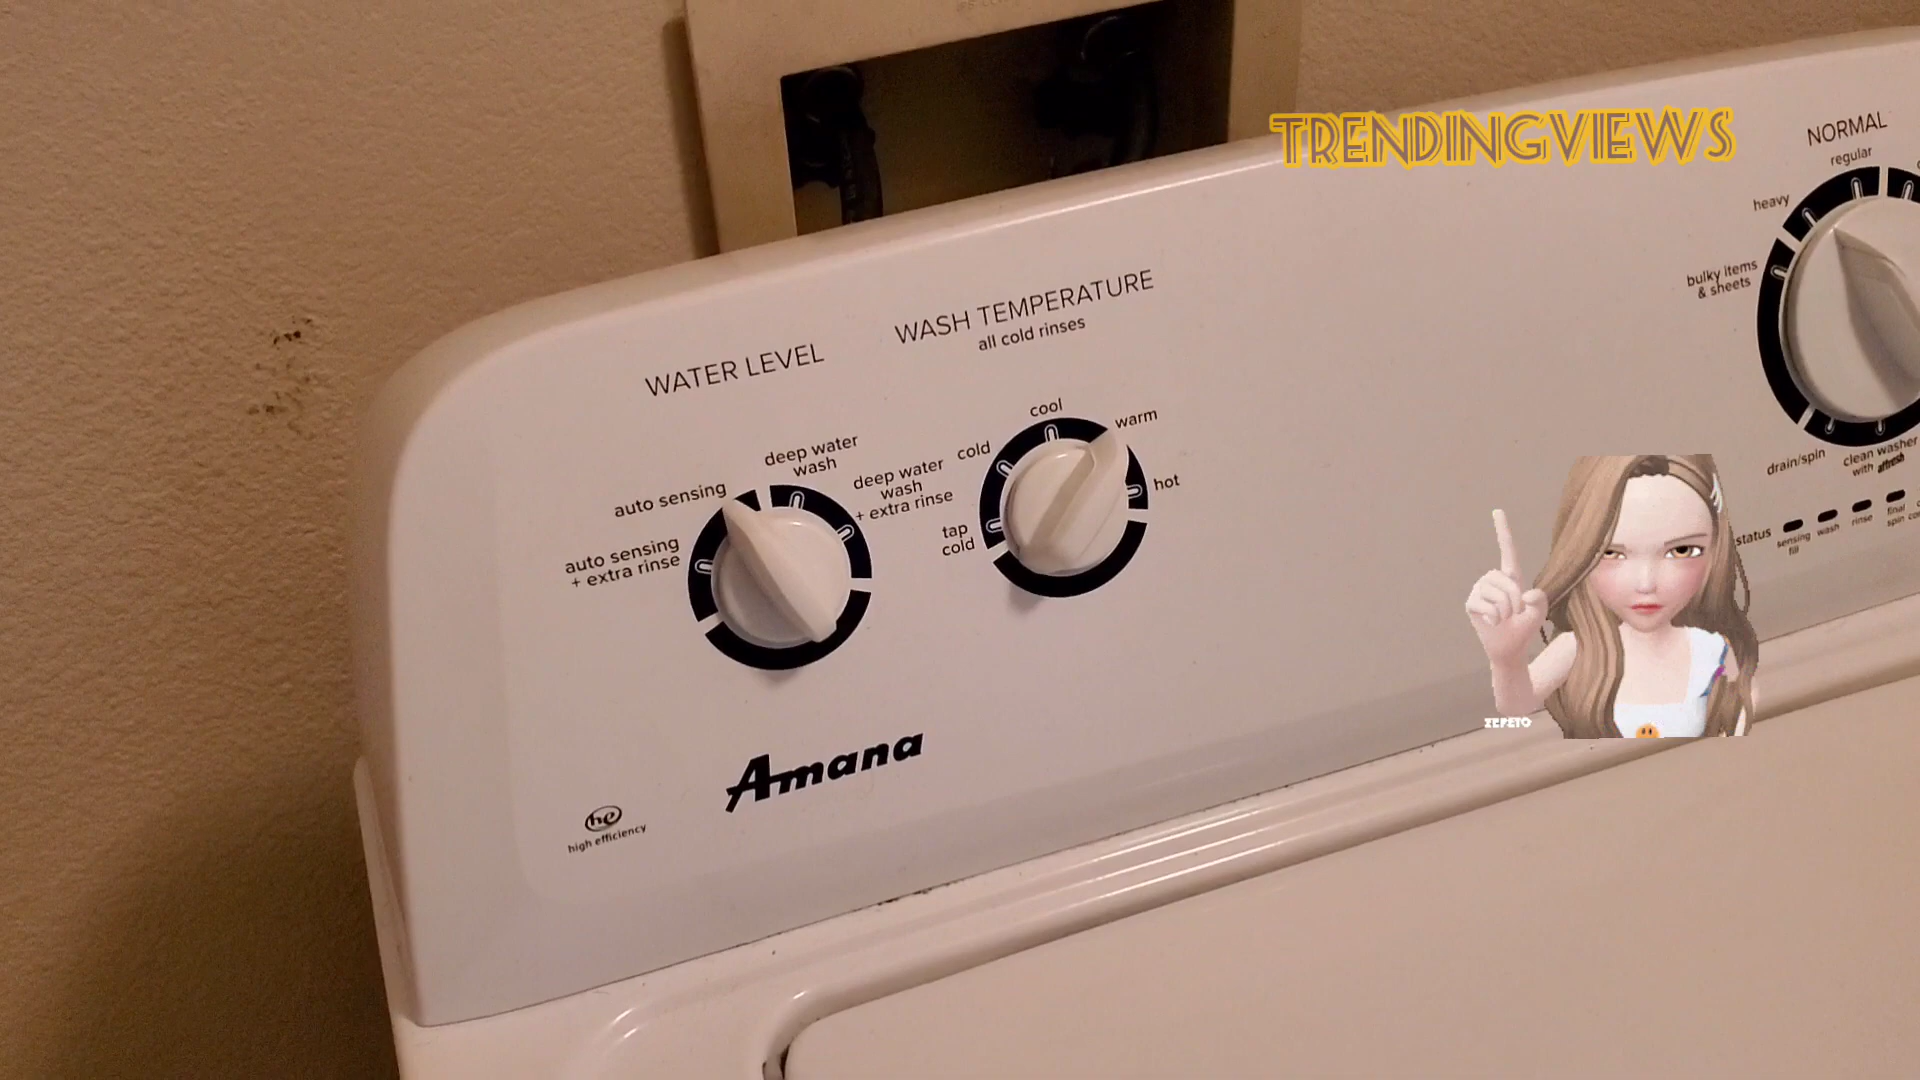 TRENDINGVIEWS
NORMAL
regular
heavy
bulky items
& sheets
WASH TEMPERATURE
all cold rinses
WATER LEVEL
cool
warm
cold
hot
tap
cold
deep water
wash
deep water
wash
+ extra rinse
auto sensing
auto sensing
+ extra rinse
drain/spin
clean washer
with affresh
status
sensing
fill
wash
rinse
final
spin
ZEPETO
Amana
he
high efficiency